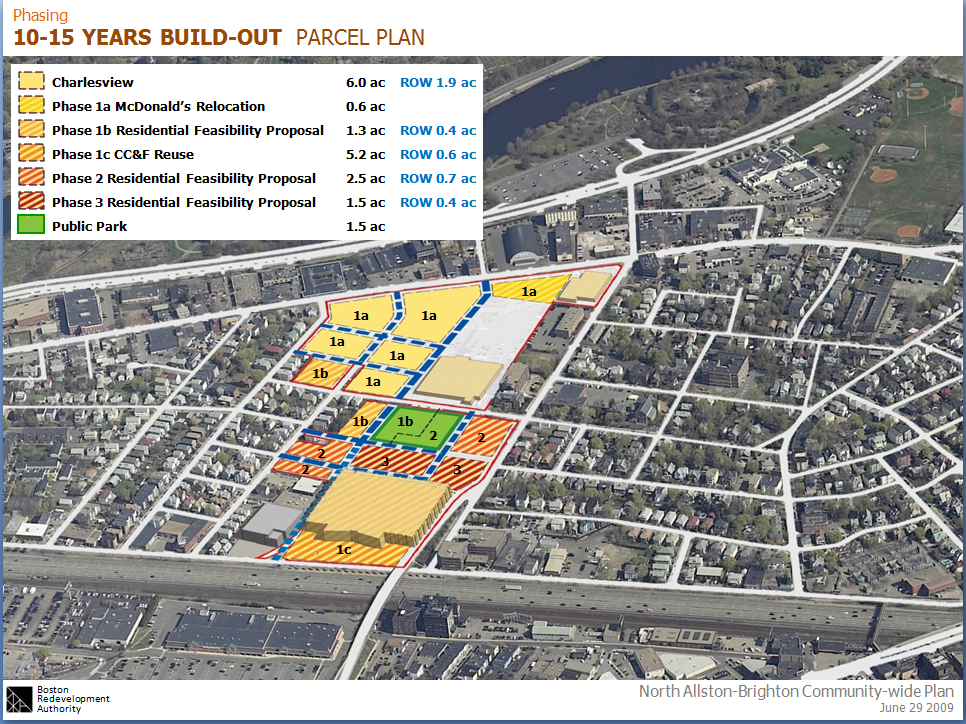 Phasing
10-15 YEARS BUILD-OUT PARCEL PLAN
Charlesview 6.0 ac ROW 1.9 ac
Phase 1a McDonald's Relocation 0.6 ac
Phase 1b Residential Feasibility Proposal 1.3 ac ROW 0.4 ac
Phase 1c CC&F Reuse 5.2 ac ROW 0.6 ac
Phase 2 Residential Feasibility Proposal 2.5 ac ROW 0.7 ac
Phase 3 Residential Feasibility Proposal 1.5 ac ROW 0.4 ac
Public Park 1.5 ac
1a
1a 1a
1a
1a
1b 1a
1b 1b
2 2
2
3
2 3
1c
Boston
Redevelopment
Authority
North Allston-Brighton Community-wide Plan
June 29 2009